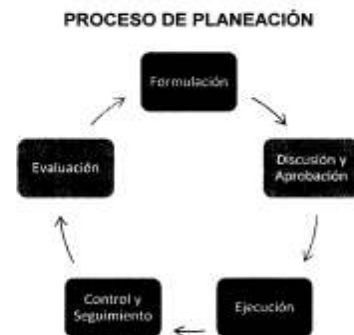 PROCESO DE PLANEACIÓN
Formulación
Discusión y
Aprobación
Ejecución
Control y
Seguimiento
Evaluación